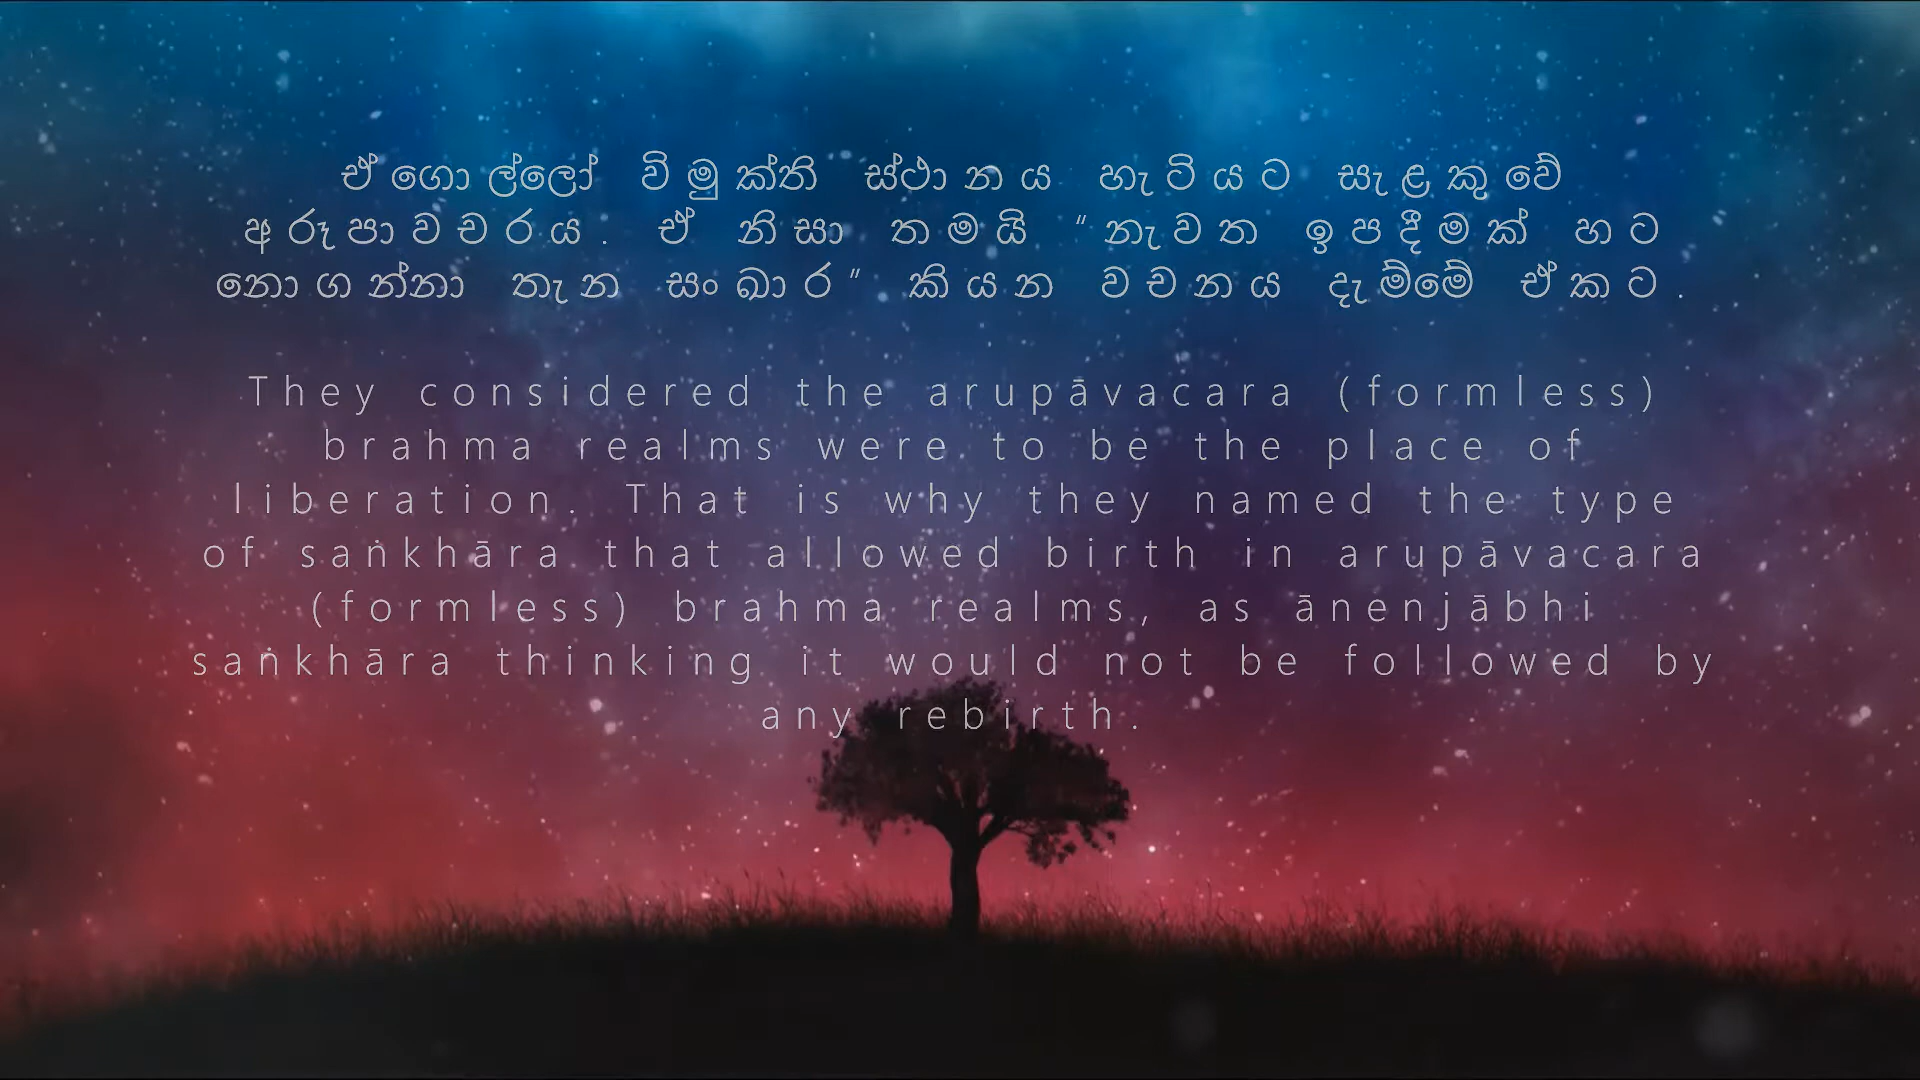 ඒගොල්ලෝ විමුක්ති ස්ථානය හැටියට සැළකුවේ
අරූපාවචරය. ඒ නිසා තමයි “නැවත ඉපදීමක් හට
නොගන්නා තැන සංඛාර” කියන වචනය දැම්මේ ඒකට.
They considered the arupāvacara (formless)
brahma realms were to be the place of
liberation. That is why they named the type
of saṅkhāra that allowed birth in arupāvacara
(formless) brahma realms, as ānenjābhi
saṅkhāra thinking it would not be followed by
any rebirth.